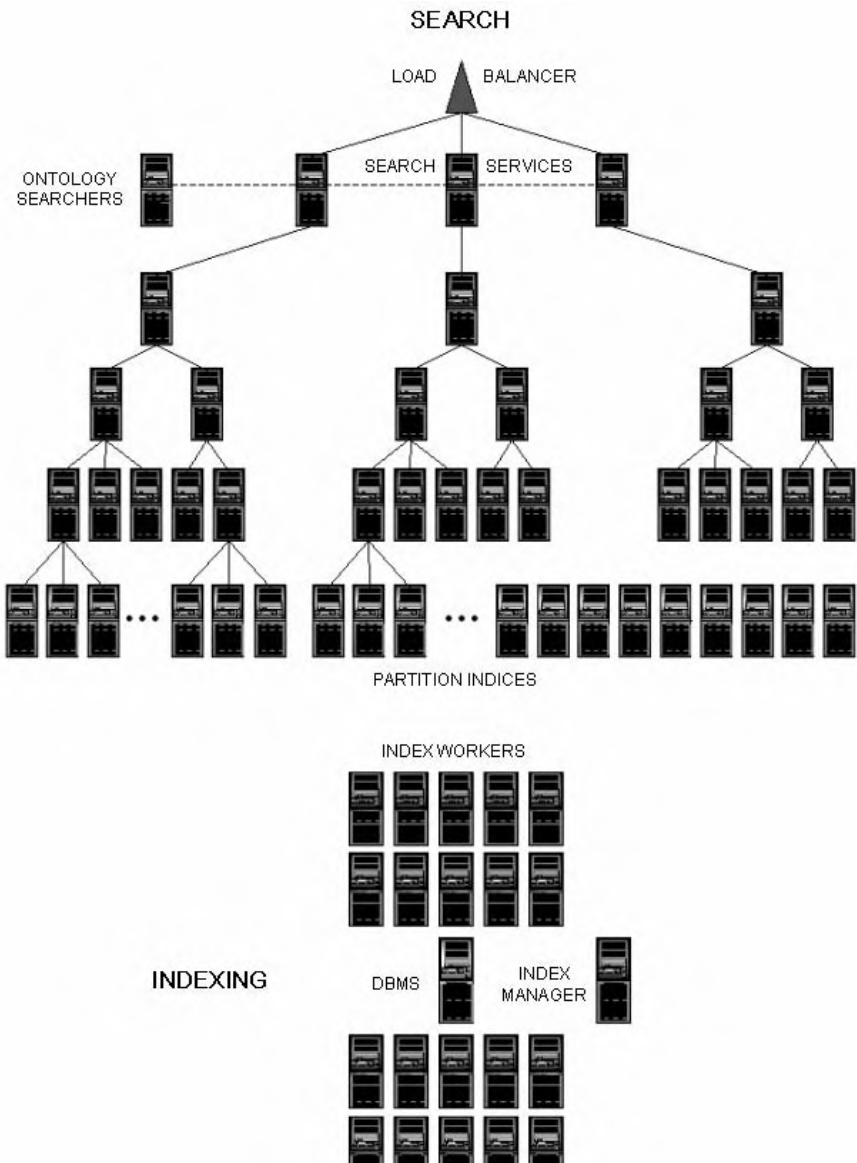 SEARCH
LOAD BALANCER
ONTOLOGY
SEARCHERS
SEARCH SERVICES
PARTITION INDICES
INDEX WORKERS
INDEXING
DBMS
INDEX
MANAGER